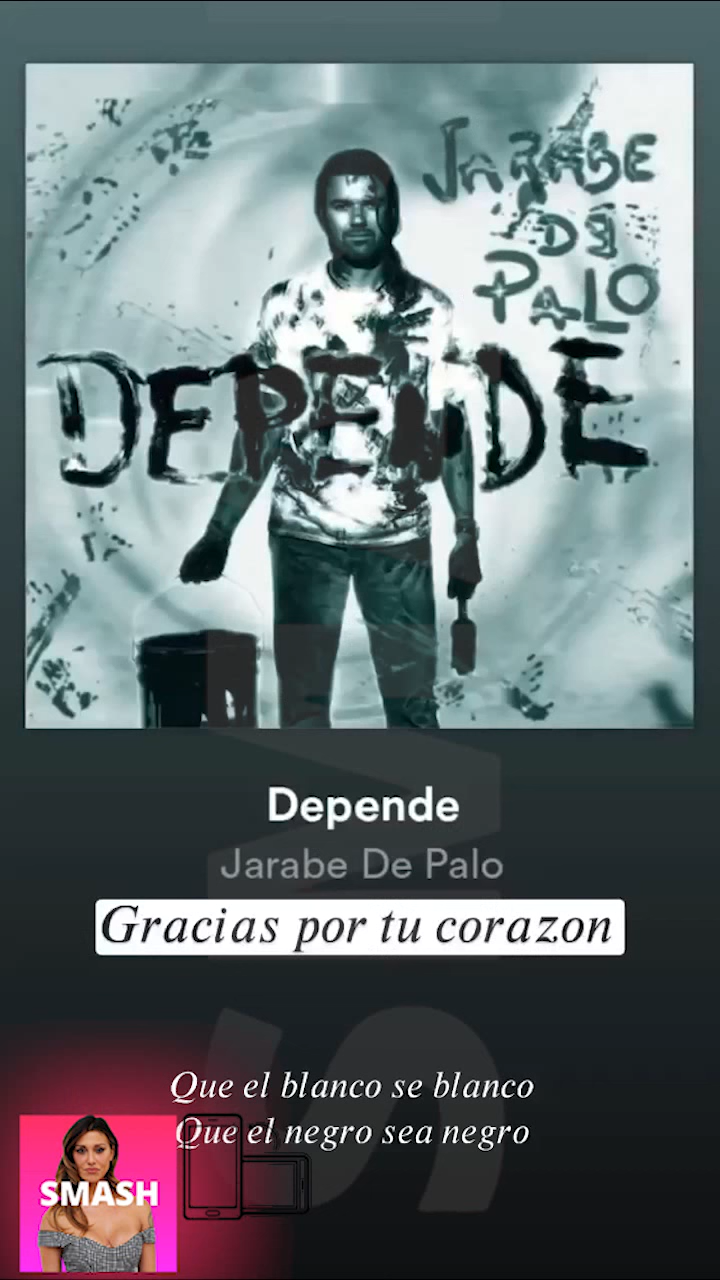 JARABE
DE
PALO
DEPENDE
Depende
Jarabe De Palo
Gracias por tu corazon
Que el blanco se blanco
Que el negro sea negro
SMASH